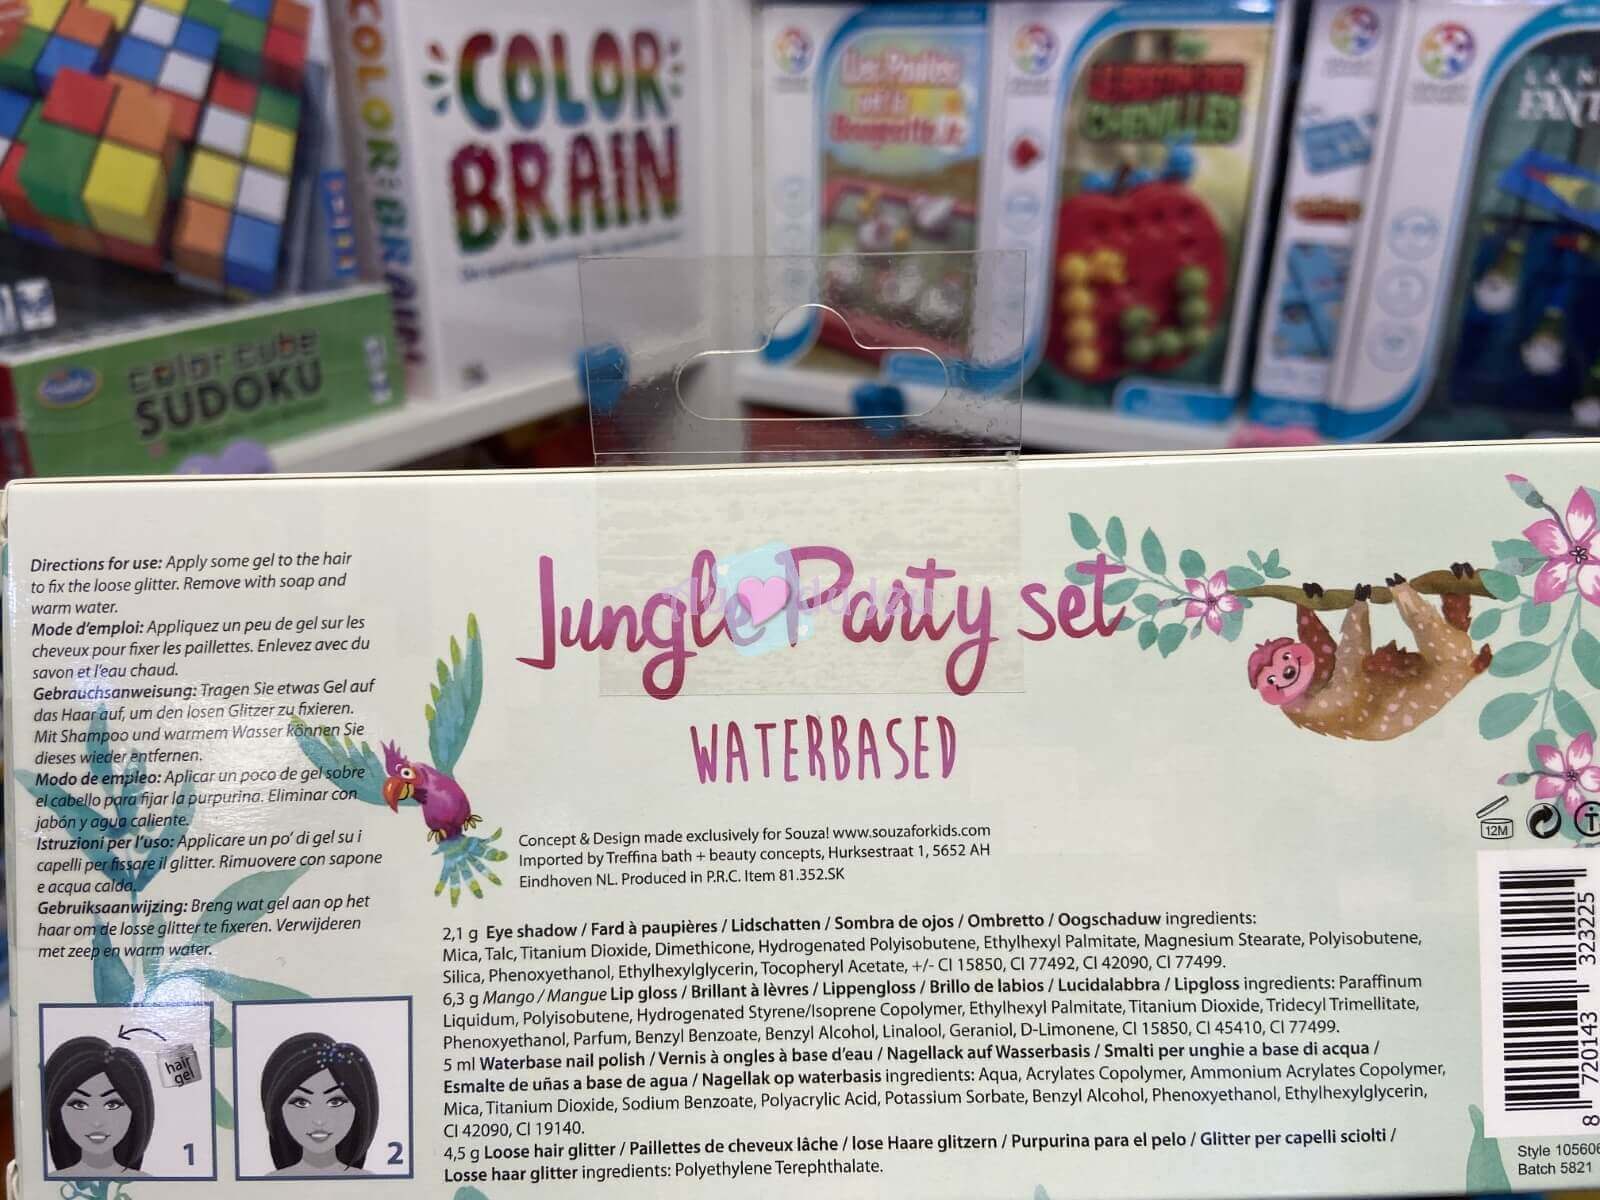 COLOR
BRAIN
COLOR
BRAIN
color cube
SUDOKU
Les Poules
ont la
Bougeotte Jr.
CHENILLES
LA N
FANT
Directions for use: Apply some gel to the hair
to fix the loose glitter. Remove with soap and
warm water.
Mode d'emploi: Appliquez un peu de gel sur les
cheveux pour fixer les paillettes. Enlevez avec du
savon et l'eau chaud.
Gebrauchsanweisung: Tragen Sie etwas Gel auf
das Haar auf, um den losen Glitzer zu fixieren.
Mit Shampoo und warmem Wasser können Sie
dieses wieder entfernen.
Modo de empleo: Aplicar un poco de gel sobre
el cabello para fijar la purpurina. Eliminar con
jabón y agua caliente.
Istruzioni per l'uso: Applicare un po' di gel su i
capelli per fissare il glitter. Rimuovere con sapone
e acqua calda.
Gebruiksaanwijzing: Breng wat gel aan op het
haar om de losse glitter te fixeren. Verwijderen
met zeep en warm water.
hair
gel
1
2
Jungle Party set
WATERBASED
Concept & Design made exclusively for Souza! www.souzaforkids.com
Imported by Treffina bath + beauty concepts, Hurksestraat 1, 5652 AH
Eindhoven NL. Produced in P.R.C. Item 81.352.SK
2,1 g Eye shadow / Fard à paupières / Lidschatten / Sombra de ojos / Ombretto / Oogschaduw ingredients:
Mica, Talc, Titanium Dioxide, Dimethicone, Hydrogenated Polyisobutene, Ethylhexyl Palmitate, Magnesium Stearate, Polyisobutene,
Silica, Phenoxyethanol, Ethylhexylglycerin, Tocopheryl Acetate, +/- CI 15850, CI 77492, CI 42090, CI 77499.
6,3 g Mango / Mangue Lip gloss / Brillant à lèvres / Lippengloss / Brillo de labios / Lucidalabbra / Lipgloss ingredients: Paraffinum
Liquidum, Polyisobutene, Hydrogenated Styrene/Isoprene Copolymer, Ethylhexyl Palmitate, Titanium Dioxide, Tridecyl Trimellitate,
Phenoxyethanol, Parfum, Benzyl Benzoate, Benzyl Alcohol, Linalool, Geraniol, D-Limonene, CI 15850, CI 45410, CI 77499.
5 ml Waterbase nail polish / Vernis à ongles à base d'eau / Nagellack auf Wasserbasis / Smalti per unghie a base di acqua /
Esmalte de uñas a base de agua / Nagellak op waterbasis ingredients: Aqua, Acrylates Copolymer, Ammonium Acrylates Copolymer,
Mica, Titanium Dioxide, Sodium Benzoate, Polyacrylic Acid, Potassium Sorbate, Benzyl Alcohol, Phenoxyethanol, Ethylhexylglycerin,
CI 42090, CI 19140.
4,5 g Loose hair glitter / Paillettes de cheveux lâche / lose Haare glitzern / Purpurina para el pelo / Glitter per capelli sciolti /
Losse haar glitter ingredients: Polyethylene Terephthalate.
12M
8 720143 323225
Style 105606
Batch 5821